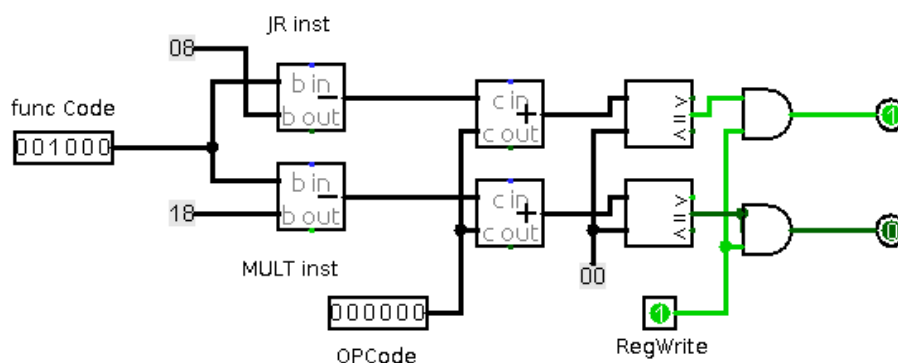 JR inst
08
b in
b out
−
c in
c out
+
>
=
<
1
func Code
001000
b in
b out
−
c in
c out
+
>
=
<
18
0
MULT inst
00
000000
1
OPCode
RegWrite